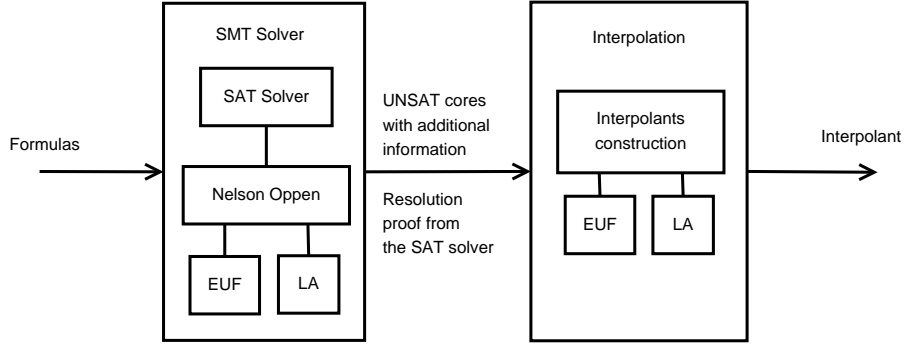 Formulas
SMT Solver
SAT Solver
Nelson Oppen
EUF
LA
UNSAT cores
with additional
information
Resolution
proof from
the SAT solver
Interpolation
Interpolants
construction
EUF
LA
Interpolant